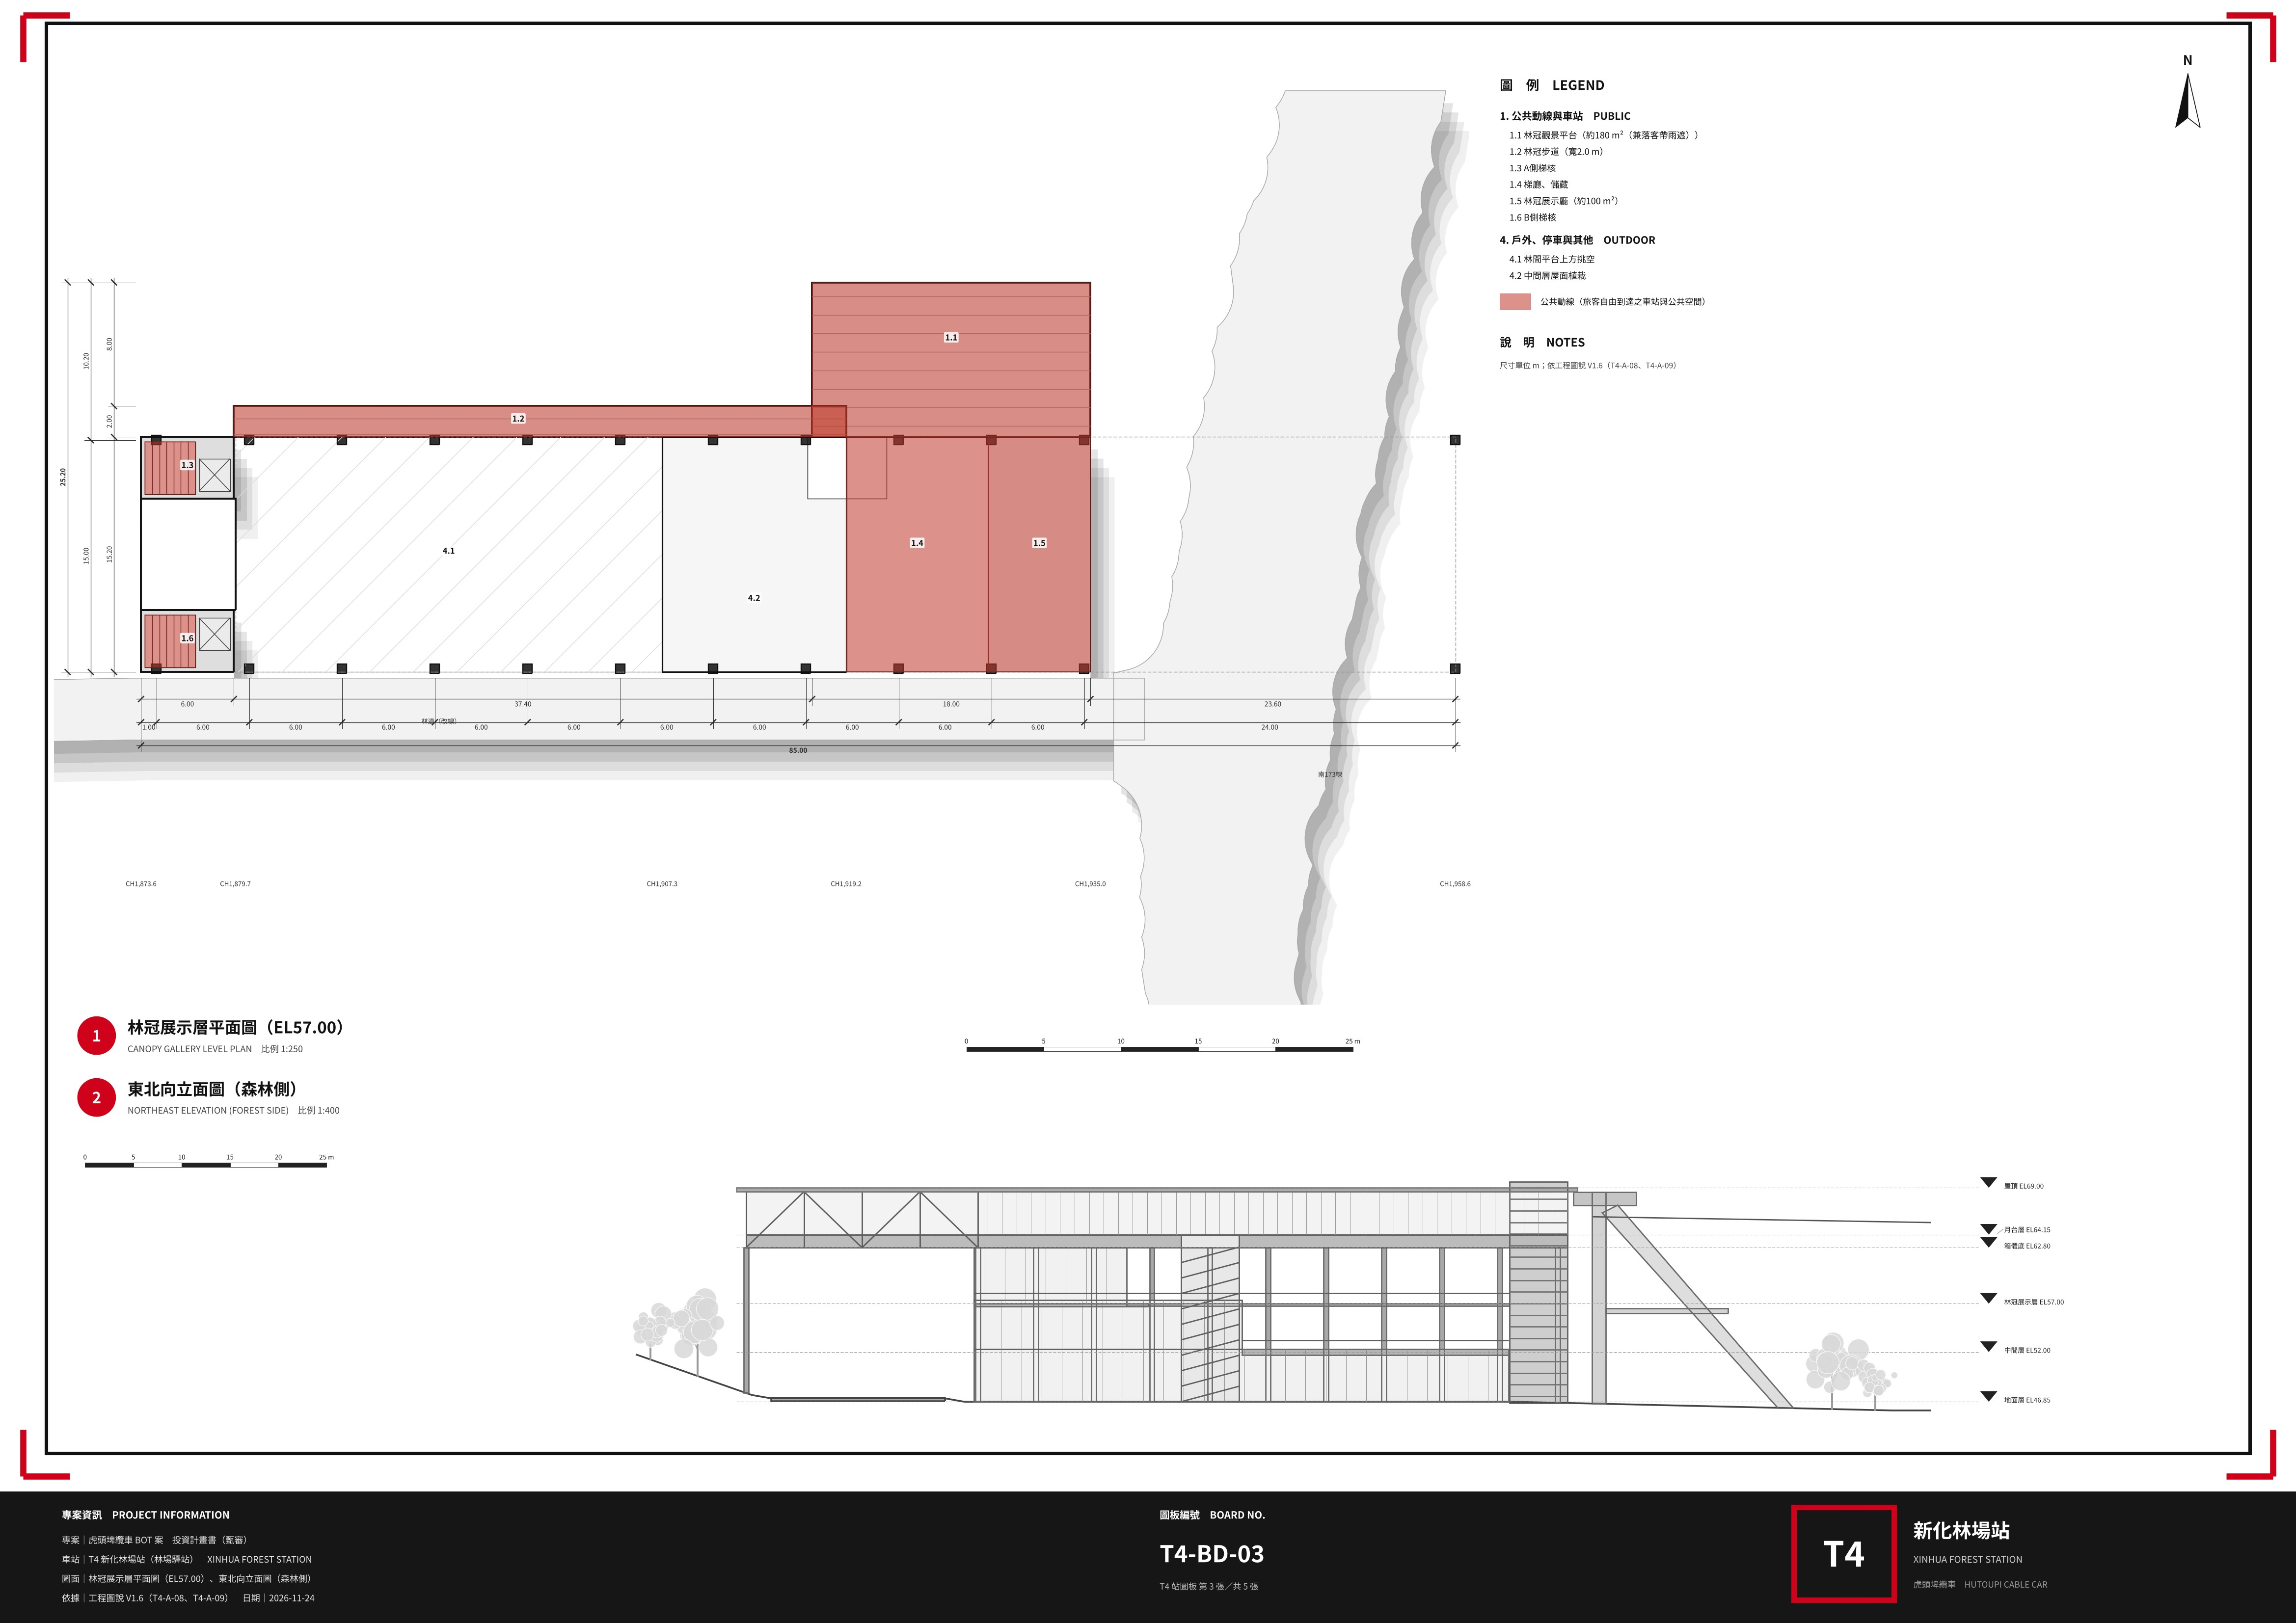 N
圖 例 LEGEND
1. 公共動線與車站 PUBLIC
1.1 林冠觀景平台（約180 m²（兼落客帶雨遮））
1.2 林冠步道（寬2.0 m）
1.3 A側梯核
1.4 梯廳、儲藏
1.5 林冠展示廳（約100 m²）
1.6 B側梯核
4. 戶外、停車與其他 OUTDOOR
4.1 林間平台上方挑空
4.2 中間層屋面植栽
公共動線（旅客自由到達之車站與公共空間）
說 明 NOTES
尺寸單位 m；依工程圖說 V1.6（T4-A-08、T4-A-09）
1.1
1.2
1.3
1.4
1.5
1.6
4.1
4.2
8.00
10.20
2.00
25.20
15.00
15.20
6.00 37.40 18.00 23.60
林道（改線）
1.00 6.00 6.00 6.00 6.00 6.00 6.00 6.00 6.00 6.00 6.00 24.00
85.00
南173線
CH1,873.6 CH1,879.7 CH1,907.3 CH1,919.2 CH1,935.0 CH1,958.6
1
林冠展示層平面圖（EL57.00）
CANOPY GALLERY LEVEL PLAN 比例 1:250
0 5 10 15 20 25 m
2
東北向立面圖（森林側）
NORTHEAST ELEVATION (FOREST SIDE) 比例 1:400
0 5 10 15 20 25 m
屋頂 EL69.00
月台層 EL64.15
箱體底 EL62.80
林冠展示層 EL57.00
中間層 EL52.00
地面層 EL46.85
專案資訊 PROJECT INFORMATION
專案｜虎頭埤纜車 BOT 案 投資計畫書（甄審）
車站｜T4 新化林場站（林場驛站） XINHUA FOREST STATION
圖面｜林冠展示層平面圖（EL57.00）、東北向立面圖（森林側）
依據｜工程圖說 V1.6（T4-A-08、T4-A-09） 日期｜2026-11-24
圖板編號 BOARD NO.
T4-BD-03
T4 站圖板 第 3 張／共 5 張
T4
新化林場站
XINHUA FOREST STATION
虎頭埤纜車 HUTOUPI CABLE CAR